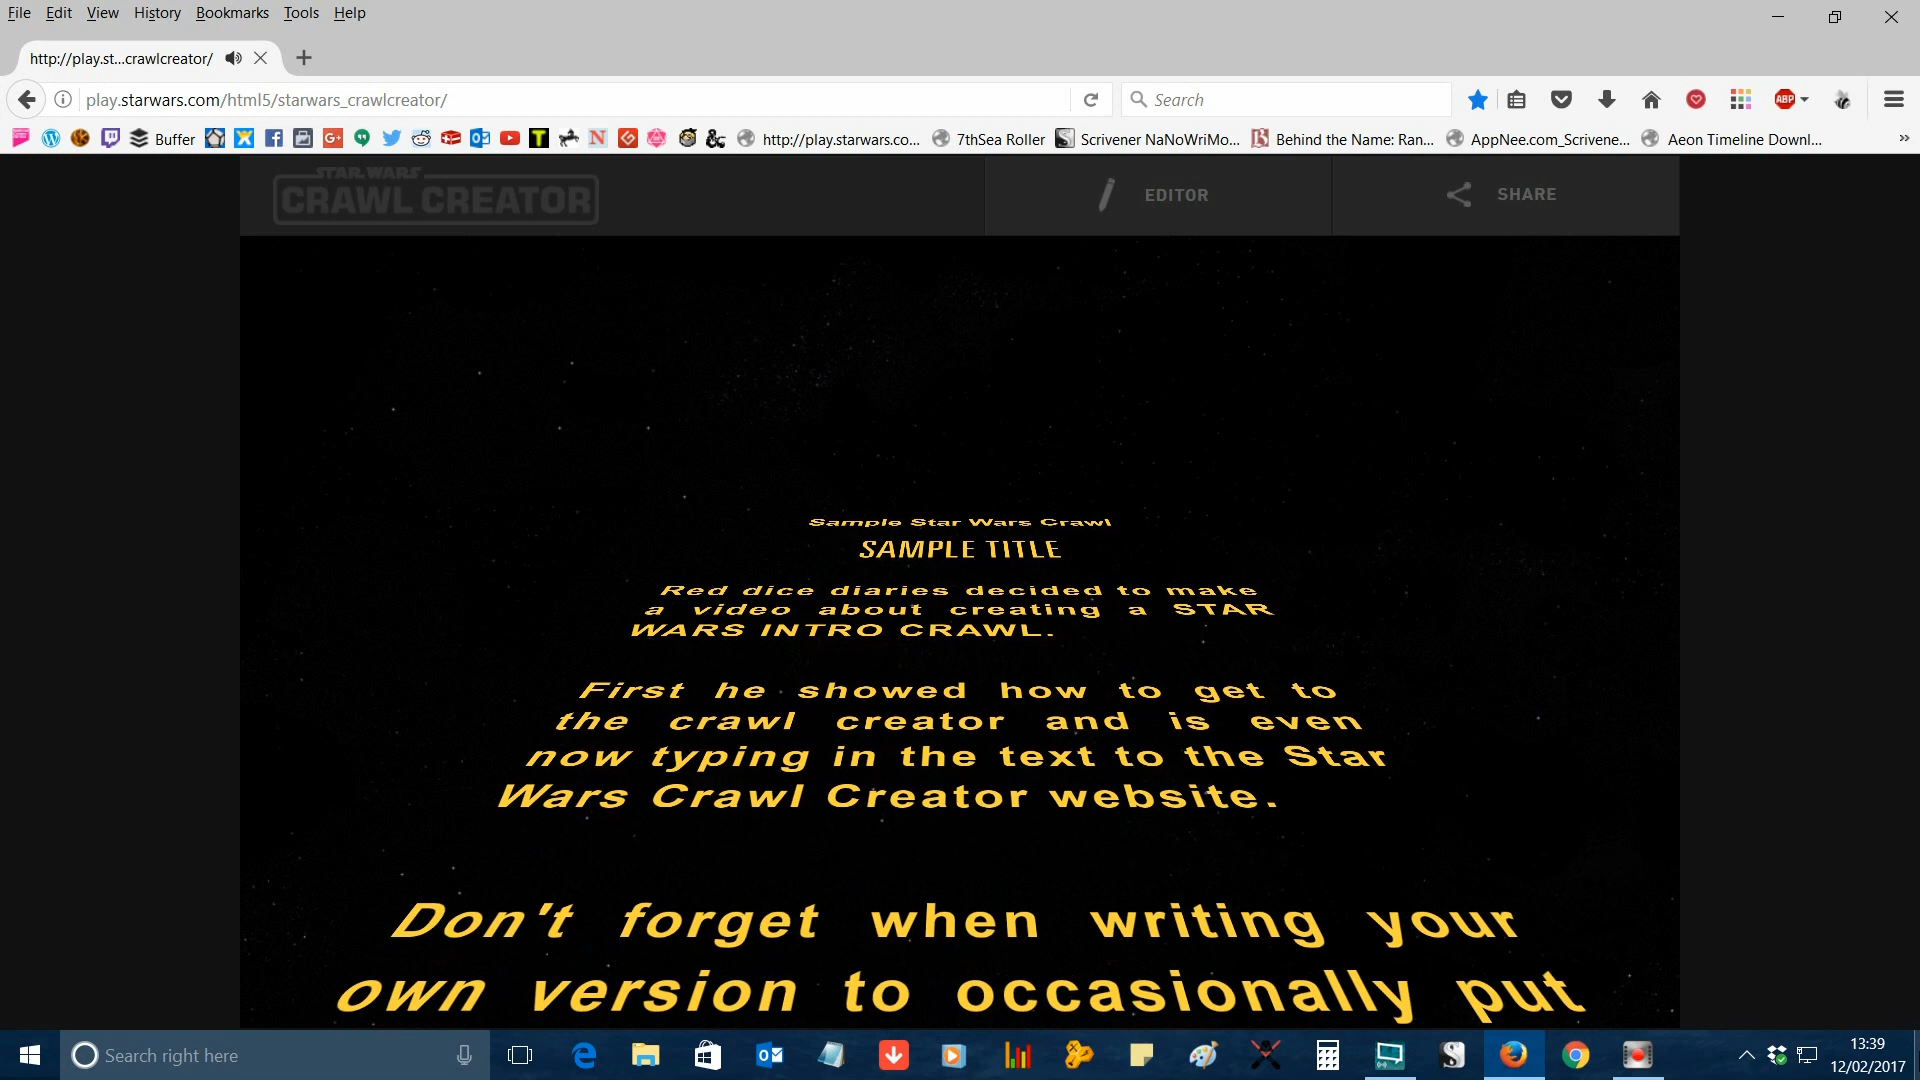 File Edit View History Bookmarks Tools Help
http://play.st...crawlcreator/
play.starwars.com/html5/starwars_crawlcreator/
Search
ABP
Buffer
http://play.starwars.co...
7thSea Roller
Scrivener NaNoWriMo...
Behind the Name: Ran...
AppNee.com_Scrivene...
Aeon Timeline Downl...
STAR WARS
CRAWL CREATOR
EDITOR
SHARE
Sample Star Wars Crawl
SAMPLE TITLE
Red dice diaries decided to make
a video about creating a STAR
WARS INTRO CRAWL.
First he showed how to get to
the crawl creator and is even
now typing in the text to the Star
Wars Crawl Creator website.
Don't forget when writing your
own version to occasionally put
Search right here
13:39
12/02/2017